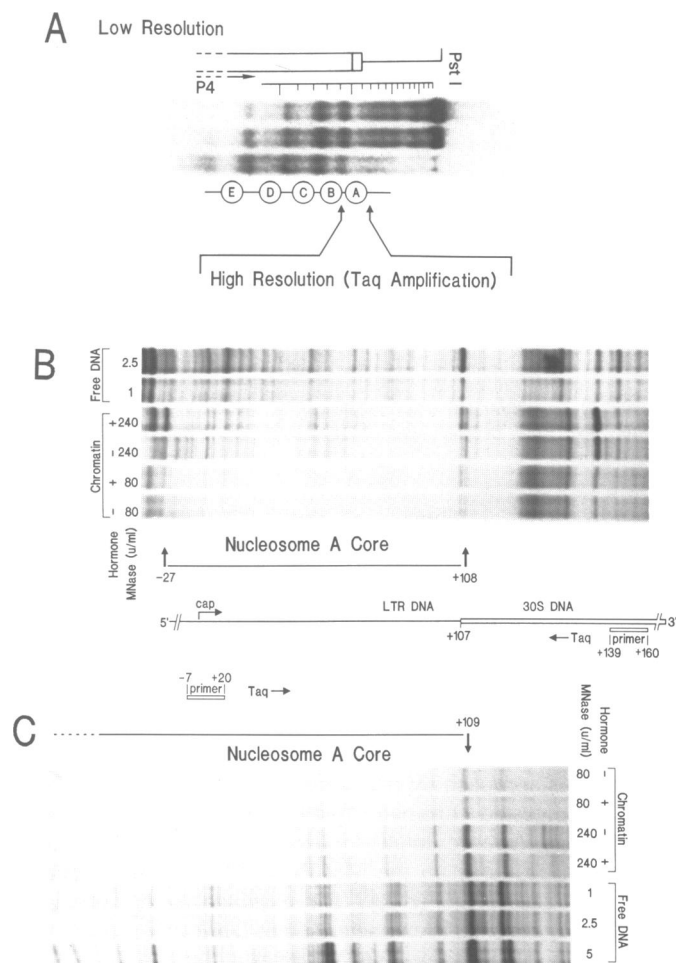 A
Low Resolution
P4
Pst I
E D C B A
High Resolution (Taq Amplification)
B
Free DNA
2.5
1
Chromatin
+ 240
- 240
+ 80
- 80
Hormone
MNase (u/ml)
Nucleosome A Core
-27
+108
cap
LTR DNA
30S DNA
5'
3'
+107
Taq
primer
+139
+160
-7
+20
primer
Taq
C
+109
Nucleosome A Core
MNase (u/ml)
Hormone
80 -
80 +
240 -
240 +
Chromatin
1
2.5
5
Free DNA